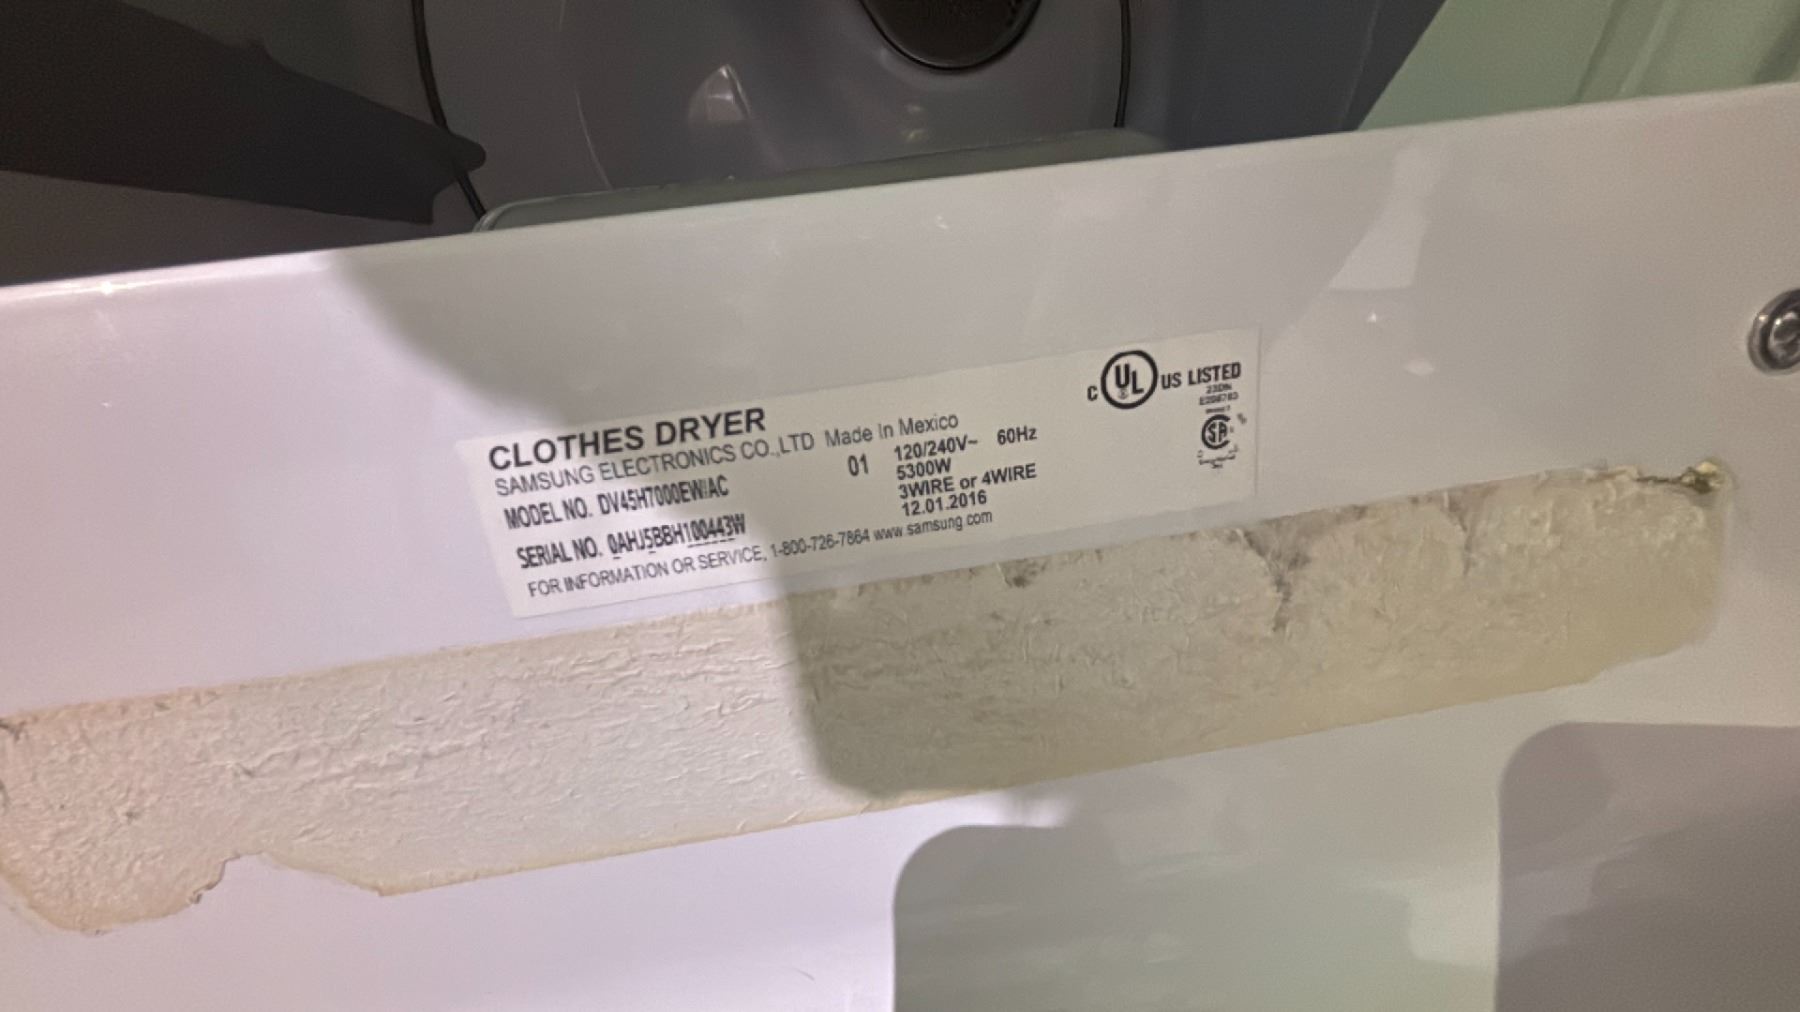 CLOTHES DRYER
SAMSUNG ELECTRONICS CO.,LTD Made In Mexico
MODEL NO. DV45H7000EW/AC
01
120/240V~ 60Hz
5300W
3WIRE or 4WIRE
12.01.2016
SERIAL NO. 0AHJ5BBH100443W
FOR INFORMATION OR SERVICE, 1-800-726-7864 www.samsung.com
C UL US LISTED